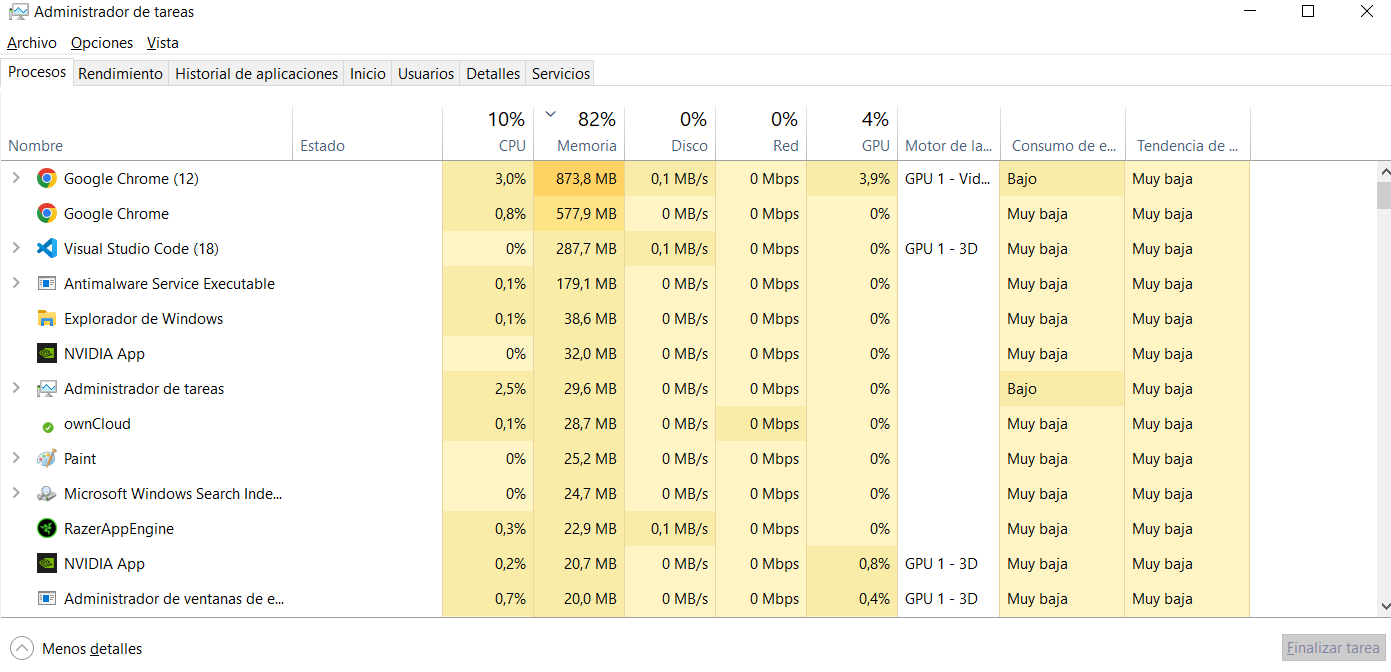 Administrador de tareas
Archivo Opciones Vista
Procesos Rendimiento Historial de aplicaciones Inicio Usuarios Detalles Servicios
10% 82% 0% 0% 4%
Nombre Estado CPU Memoria Disco Red GPU Motor de la... Consumo de e... Tendencia de ...
Google Chrome (12) 3,0% 873,8 MB 0,1 MB/s 0 Mbps 3,9% GPU 1 - Vid... Bajo Muy baja
Google Chrome 0,8% 577,9 MB 0 MB/s 0 Mbps 0% Muy baja Muy baja
Visual Studio Code (18) 0% 287,7 MB 0,1 MB/s 0 Mbps 0% GPU 1 - 3D Muy baja Muy baja
Antimalware Service Executable 0,1% 179,1 MB 0 MB/s 0 Mbps 0% Muy baja Muy baja
Explorador de Windows 0,1% 38,6 MB 0 MB/s 0 Mbps 0% Muy baja Muy baja
NVIDIA App 0% 32,0 MB 0 MB/s 0 Mbps 0% Muy baja Muy baja
Administrador de tareas 2,5% 29,6 MB 0 MB/s 0 Mbps 0% Bajo Muy baja
ownCloud 0,1% 28,7 MB 0 MB/s 0 Mbps 0% Muy baja Muy baja
Paint 0% 25,2 MB 0 MB/s 0 Mbps 0% Muy baja Muy baja
Microsoft Windows Search Inde... 0% 24,7 MB 0 MB/s 0 Mbps 0% Muy baja Muy baja
RazerAppEngine 0,3% 22,9 MB 0,1 MB/s 0 Mbps 0% Muy baja Muy baja
NVIDIA App 0,2% 20,7 MB 0 MB/s 0 Mbps 0,8% GPU 1 - 3D Muy baja Muy baja
Administrador de ventanas de e... 0,7% 20,0 MB 0 MB/s 0 Mbps 0,4% GPU 1 - 3D Muy baja Muy baja
Menos detalles Finalizar tarea